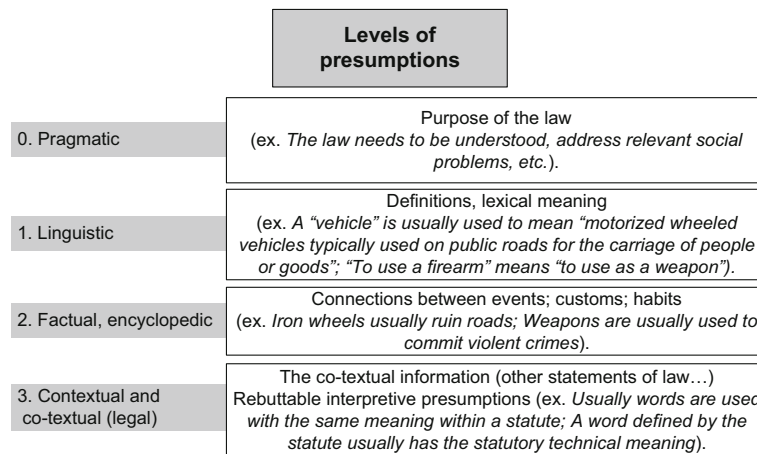 Levels of
presumptions
0. Pragmatic
Purpose of the law
(ex. The law needs to be understood, address relevant social
problems, etc.).
1. Linguistic
Definitions, lexical meaning
(ex. A “vehicle” is usually used to mean “motorized wheeled
vehicles typically used on public roads for the carriage of people
or goods”; “To use a firearm” means “to use as a weapon”).
2. Factual, encyclopedic
Connections between events; customs; habits
(ex. Iron wheels usually ruin roads; Weapons are usually used to
commit violent crimes).
3. Contextual and
co-textual (legal)
The co-textual information (other statements of law…)
Rebuttable interpretive presumptions (ex. Usually words are used
with the same meaning within a statute; A word defined by the
statute usually has the statutory technical meaning).